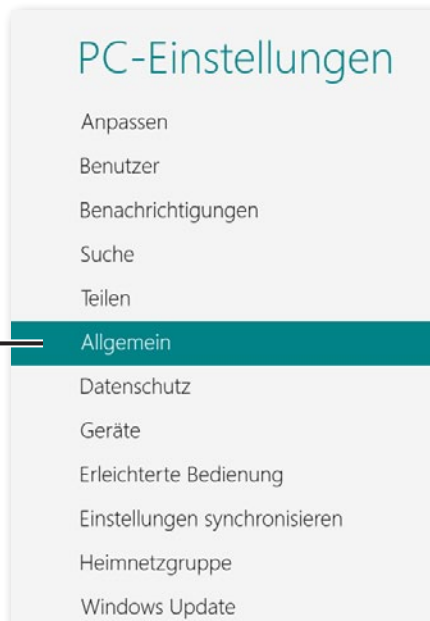 PC-Einstellungen
Anpassen
Benutzer
Benachrichtigungen
Suche
Teilen
Allgemein
Datenschutz
Geräte
Erleichterte Bedienung
Einstellungen synchronisieren
Heimnetzgruppe
Windows Update